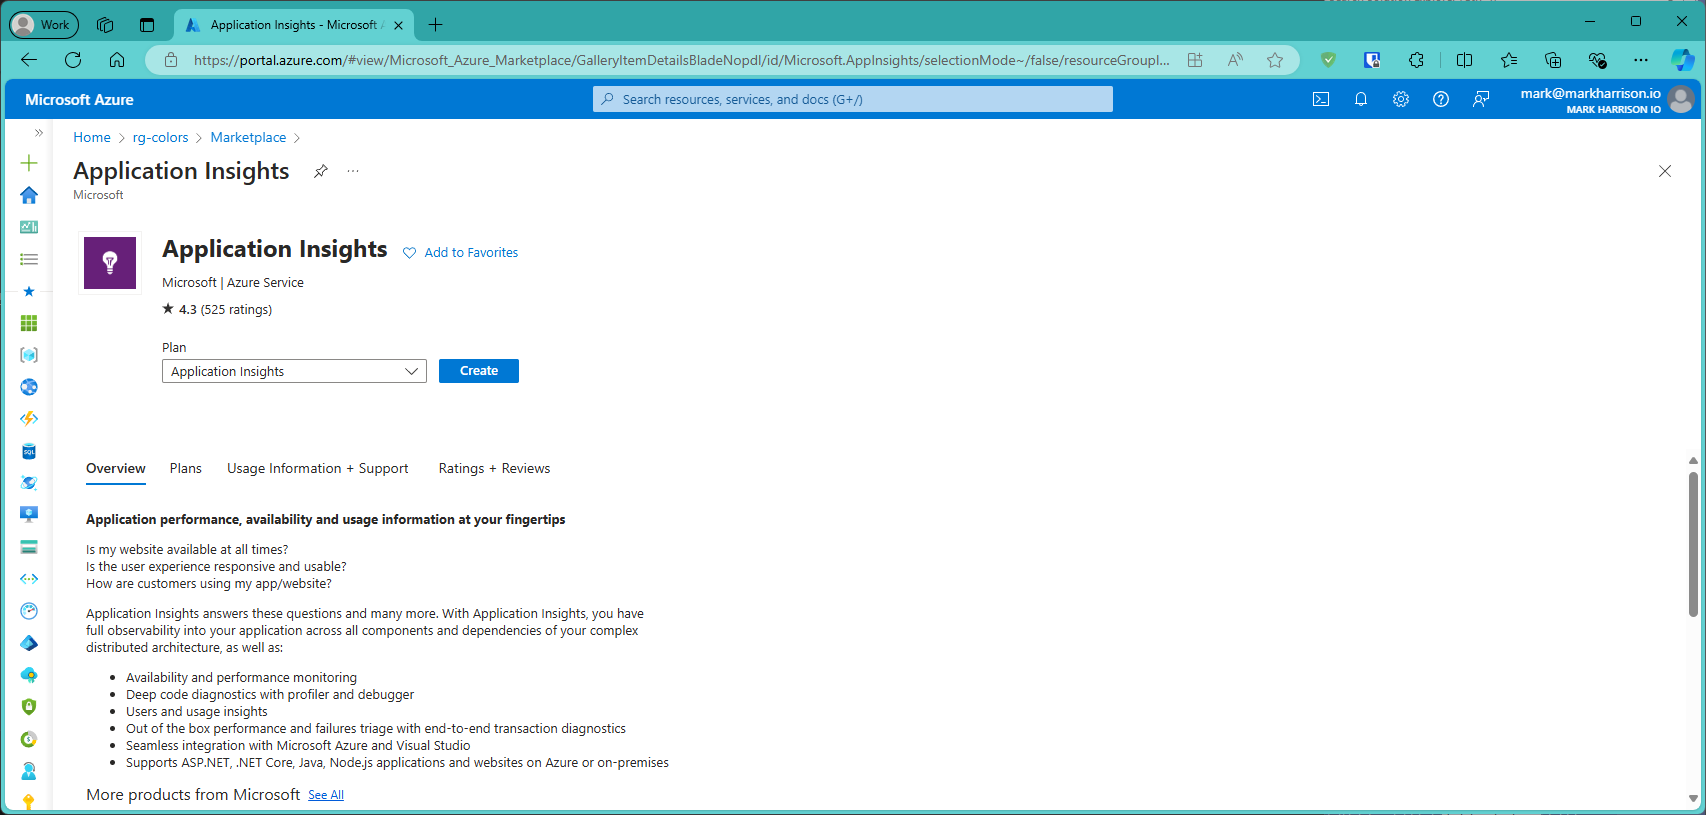 Work
Application Insights - Microsoft A
https://portal.azure.com/#view/Microsoft_Azure_Marketplace/GalleryItemDetailsBladeNopdl/id/Microsoft.AppInsights/selectionMode~/false/resourceGroupI...
Microsoft Azure
Search resources, services, and docs (G+/)
mark@markharrison.io
MARK HARRISON IO
Home > rg-colors > Marketplace >
Application Insights
Microsoft
Application Insights
Add to Favorites
Microsoft | Azure Service
★ 4.3 (525 ratings)
Plan
Application Insights
Create
Overview
Plans
Usage Information + Support
Ratings + Reviews
Application performance, availability and usage information at your fingertips
Is my website available at all times?
Is the user experience responsive and usable?
How are customers using my app/website?
Application Insights answers these questions and many more. With Application Insights, you have
full observability into your application across all components and dependencies of your complex
distributed architecture, as well as:
• Availability and performance monitoring
• Deep code diagnostics with profiler and debugger
• Users and usage insights
• Out of the box performance and failures triage with end-to-end transaction diagnostics
• Seamless integration with Microsoft Azure and Visual Studio
• Supports ASP.NET, .NET Core, Java, Node.js applications and websites on Azure or on-premises
More products from Microsoft See All